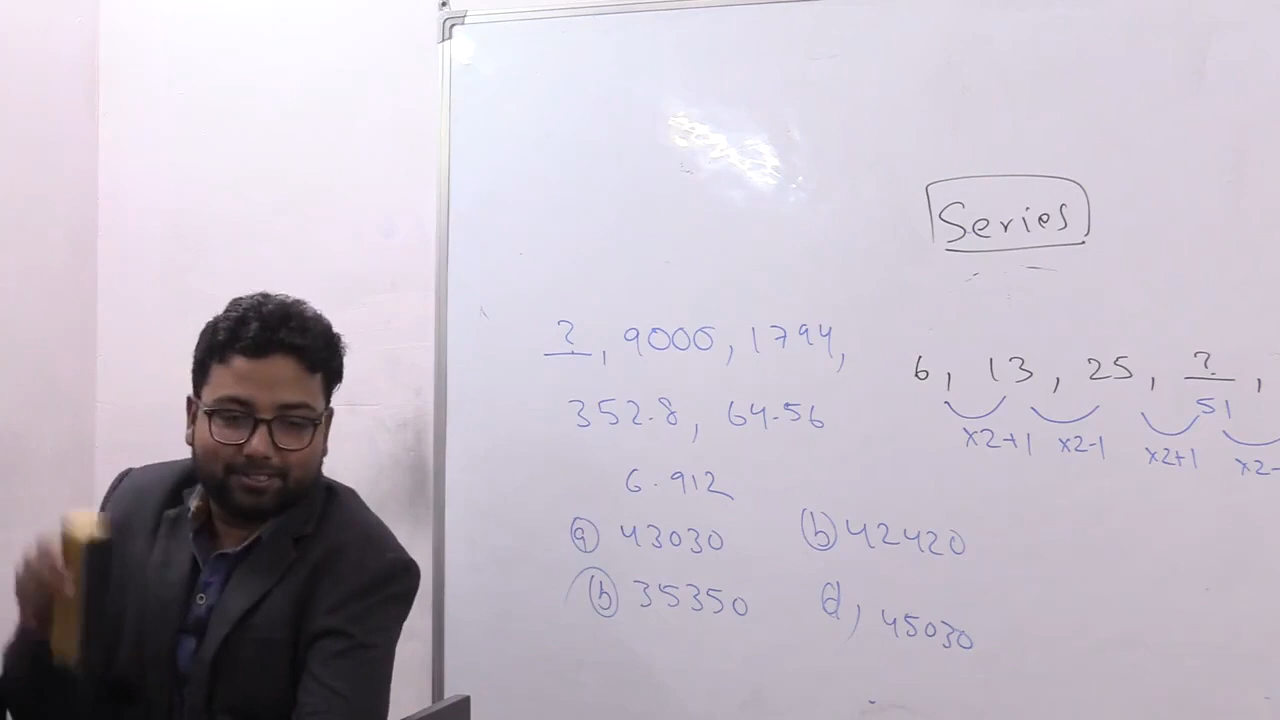 Series
?, 9000, 1794,
352.8, 64.56
6.912
ⓐ 43030 ⓑ 42420
ⓑ 35350 d, 45030
6, 13, 25, ?,
51
x2+1 x2-1 x2+1 x2-